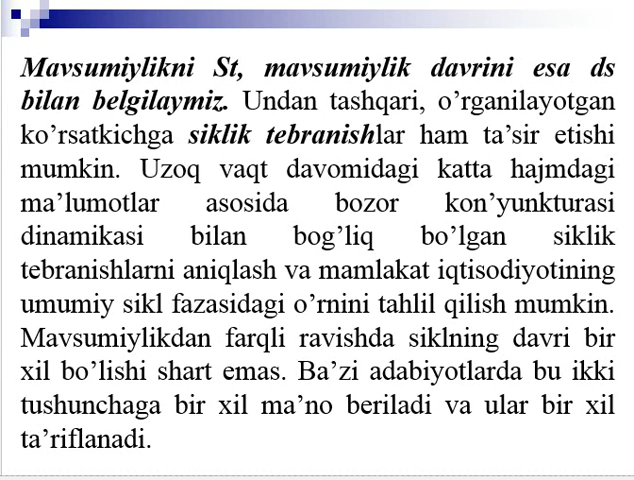 Mavsumiylikni St, mavsumiylik davrini esa ds
bilan belgilaymiz. Undan tashqari, o’rganilayotgan
ko’rsatkichga siklik tebranishlar ham ta’sir etishi
mumkin. Uzoq vaqt davomidagi katta hajmdagi
ma’lumotlar asosida bozor kon’yunkturasi
dinamikasi bilan bog’liq bo’lgan siklik
tebranishlarni aniqlash va mamlakat iqtisodiyotining
umumiy sikl fazasidagi o’rnini tahlil qilish mumkin.
Mavsumiylikdan farqli ravishda siklning davri bir
xil bo’lishi shart emas. Ba’zi adabiyotlarda bu ikki
tushunchaga bir xil ma’no beriladi va ular bir xil
ta’riflanadi.